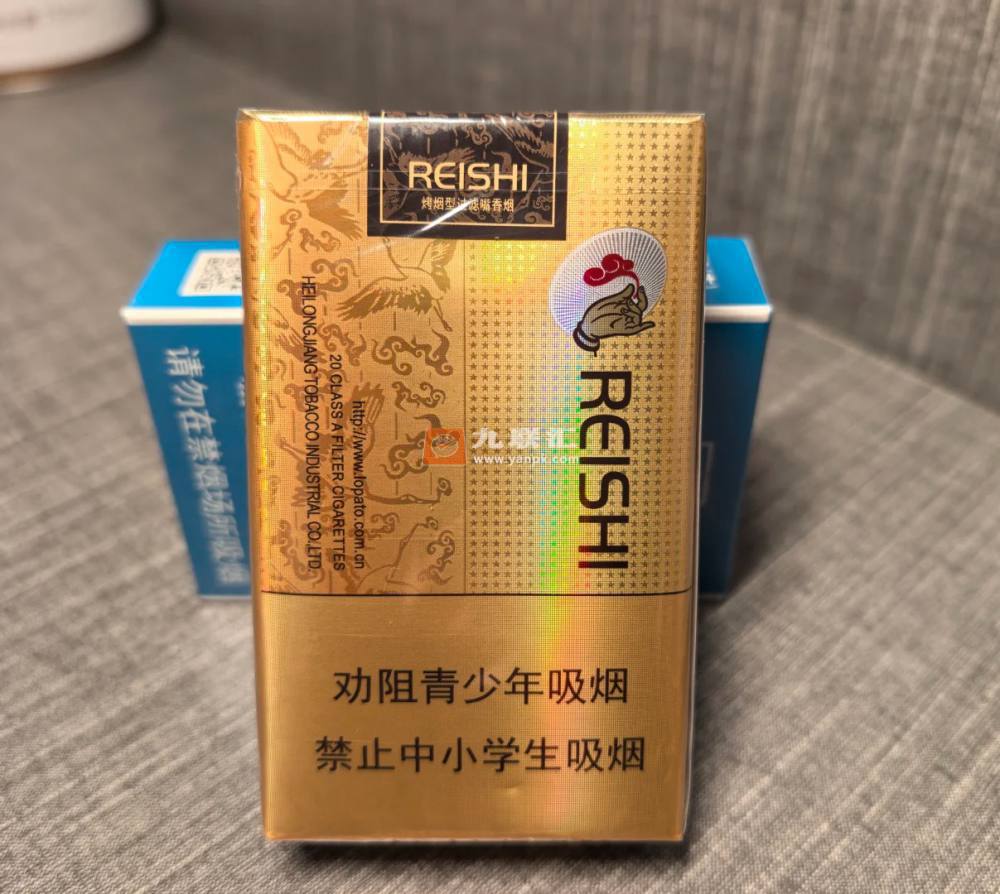 REISHI
烤烟型过滤嘴香烟
REISHI
http://www.lopato.com.cn
20 CLASS A FILTER CIGARETTES
HEILONGJIANG TOBACCO INDUSTRIAL CO.,LTD.
九联汇
www.yanpk.com
请勿在禁烟场所吸烟
劝阻青少年吸烟
禁止中小学生吸烟